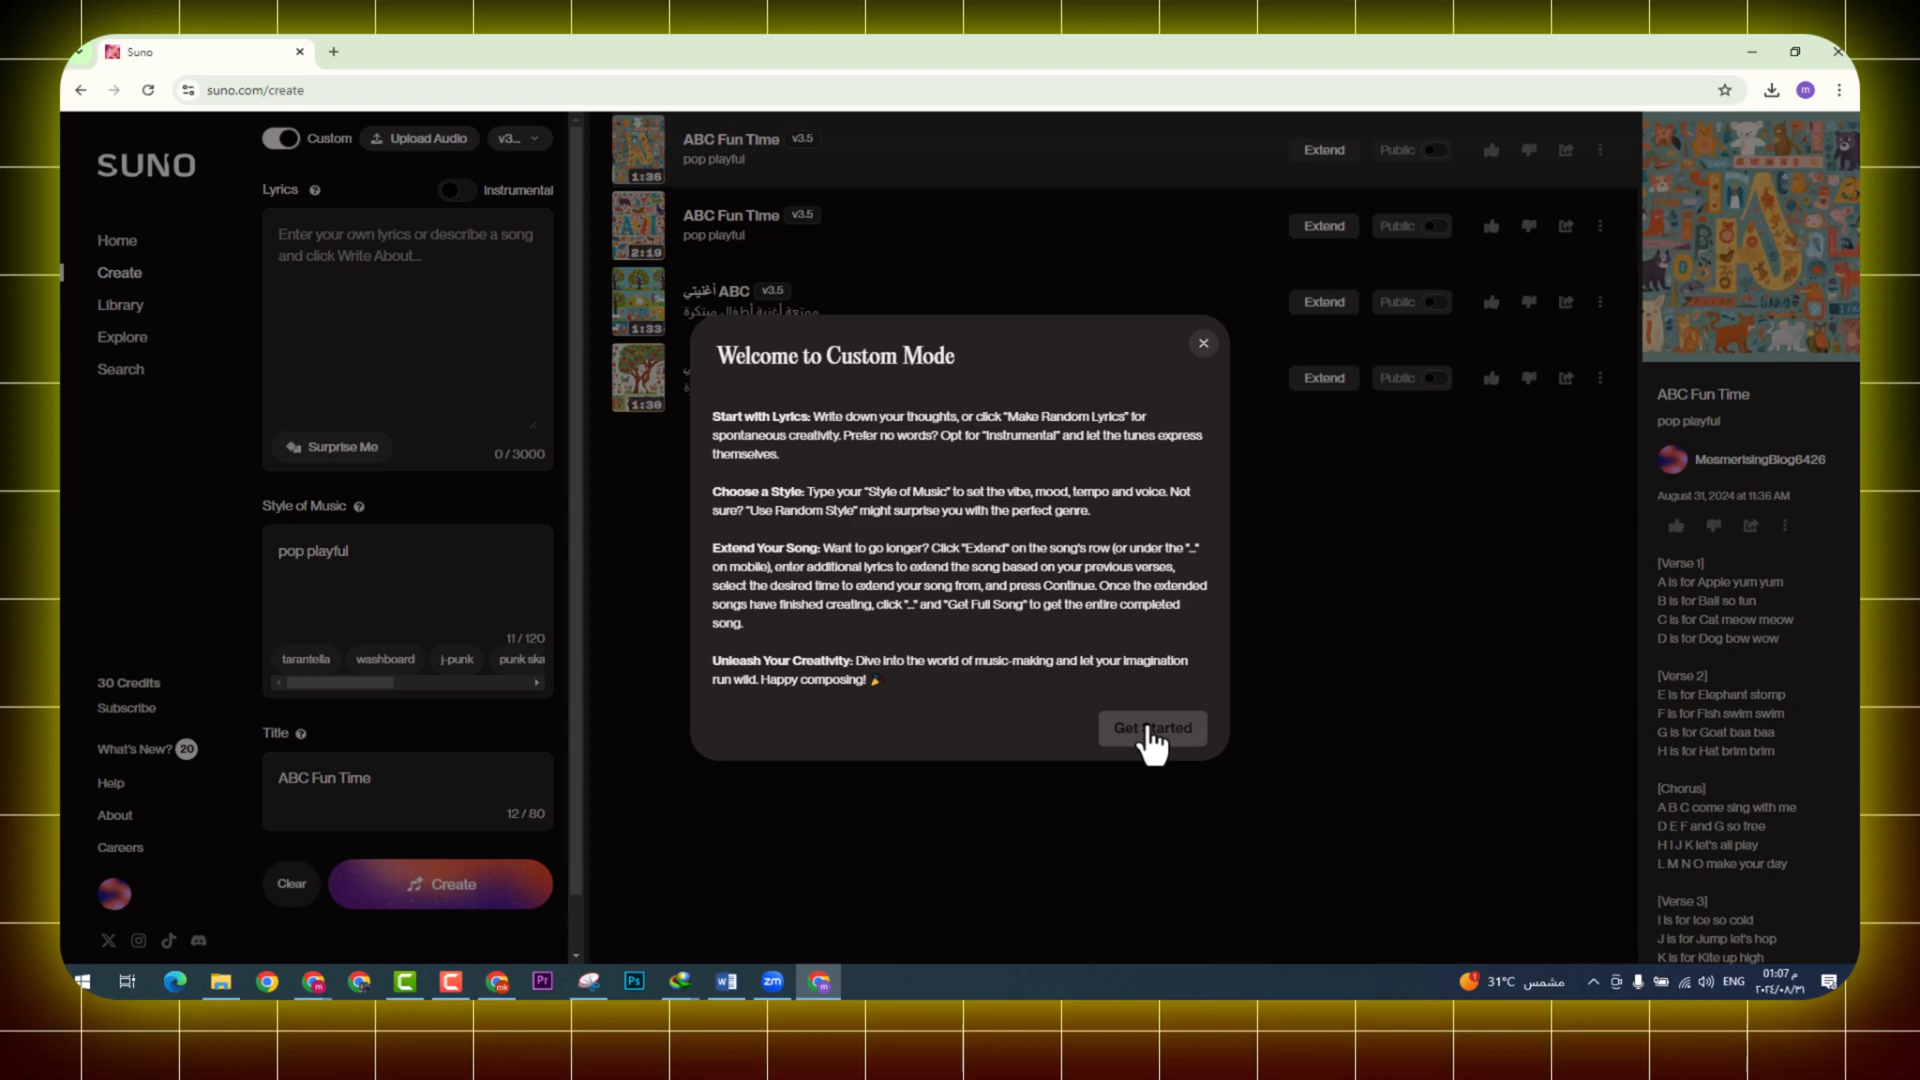 Suno
suno.com/create
SUNO
Home
Create
Library
Explore
Search
30 Credits
Subscribe
What's New? 20
Help
About
Careers
Custom
Upload Audio
v3...
Lyrics
Instrumental
Enter your own lyrics or describe a song
and click Write About...
Surprise Me
0 / 3000
Style of Music
pop playful
11 / 120
tarantella
washboard
j-punk
punk ska
Title
ABC Fun Time
12 / 80
Clear
Create
ABC Fun Time v3.5
pop playful
1:36
Extend
Public
ABC Fun Time v3.5
pop playful
2:19
Extend
Public
أغنيتي ABC v3.5
ممتعة أغنية أطفال مبتكرة
1:33
Extend
Public
1:30
Extend
Public
Welcome to Custom Mode
Start with Lyrics: Write down your thoughts, or click "Make Random Lyrics" for
spontaneous creativity. Prefer no words? Opt for "Instrumental" and let the tunes express
themselves.
Choose a Style: Type your "Style of Music" to set the vibe, mood, tempo and voice. Not
sure? "Use Random Style" might surprise you with the perfect genre.
Extend Your Song: Want to go longer? Click "Extend" on the song's row (or under the "..."
on mobile), enter additional lyrics to extend the song based on your previous verses,
select the desired time to extend your song from, and press Continue. Once the extended
songs have finished creating, click "..." and "Get Full Song" to get the entire completed
song.
Unleash Your Creativity: Dive into the world of music-making and let your imagination
run wild. Happy composing! 🎉
Get Started
ABC Fun Time
pop playful
MesmerisingBlog6426
August 31, 2024 at 11:36 AM
[Verse 1]
A is for Apple yum yum
B is for Ball so fun
C is for Cat meow meow
D is for Dog bow wow
[Verse 2]
E is for Elephant stomp
F is for Fish swim swim
G is for Goat baa baa
H is for Hat brim brim
[Chorus]
A B C come sing with me
D E F and G so free
H I J K let's all play
L M N O make your day
[Verse 3]
I is for Ice so cold
J is for Jump let's hop
K is for Kite up high
31°C مشمس
ENG
01:07 م
٢٠٢٤/٠٨/٣١